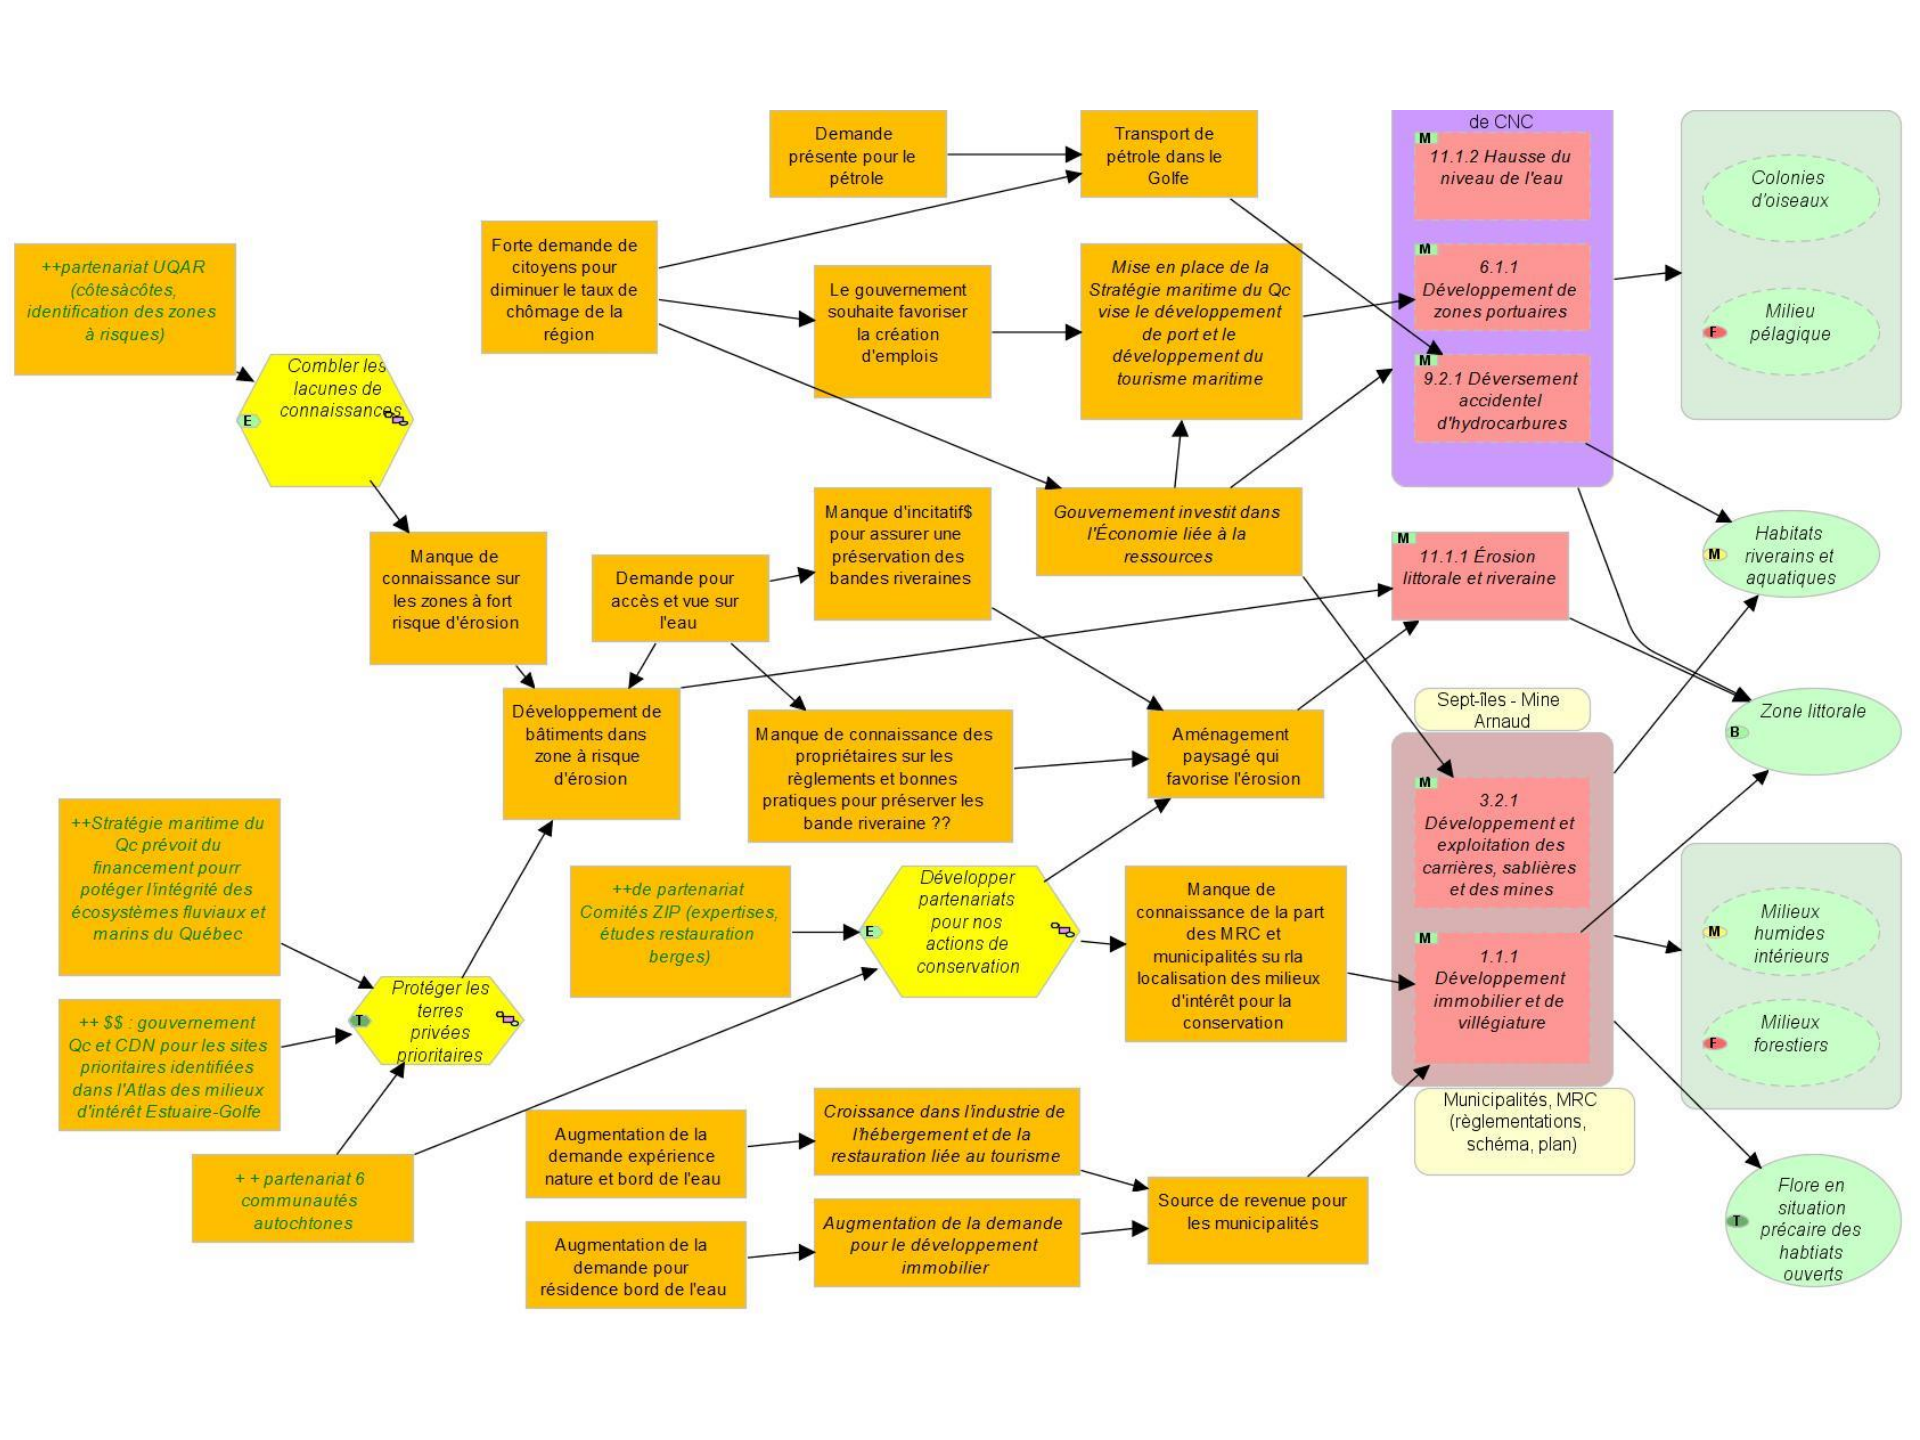 de CNC
M
11.1.2 Hausse du
niveau de l'eau
M
6.1.1
Développement de
zones portuaires
M
9.2.1 Déversement
accidentel
d'hydrocarbures
Demande
présente pour le
pétrole
Transport de
pétrole dans le
Golfe
Colonies
d'oiseaux
F
Milieu
pélagique
++partenariat UQAR
(côtesàcôtes,
identification des zones
à risques)
Forte demande de
citoyens pour
diminuer le taux de
chômage de la
région
Le gouvernement
souhaite favoriser
la création
d'emplois
Mise en place de la
Stratégie maritime du Qc
vise le développement
de port et le
développement du
tourisme maritime
Combler les
lacunes de
connaissances
E
Manque de
connaissance sur
les zones à fort
risque d'érosion
Demande pour
accès et vue sur
l'eau
Manque d'incitatif$
pour assurer une
préservation des
bandes riveraines
Gouvernement investit dans
l'Économie liée à la
ressources
M
11.1.1 Érosion
littorale et riveraine
Habitats
riverains et
aquatiques
M
Développement de
bâtiments dans
zone à risque
d'érosion
Manque de connaissance des
propriétaires sur les
règlements et bonnes
pratiques pour préserver les
bande riveraine ??
Aménagement
paysagé qui
favorise l'érosion
Sept-îles - Mine
Arnaud
Zone littorale
B
M
3.2.1
Développement et
exploitation des
carrières, sablières
et des mines
M
1.1.1
Développement
immobilier et de
villégiature
++Stratégie maritime du
Qc prévoit du
financement pourr
potéger l'intégrité des
écosystèmes fluviaux et
marins du Québec
++de partenariat
Comités ZIP (expertises,
études restauration
berges)
Développer
partenariats
pour nos
actions de
conservation
E
Manque de
connaissance de la part
des MRC et
municipalités su rla
localisation des milieux
d'intérêt pour la
conservation
Milieux
humides
intérieurs
M
Milieux
forestiers
F
++ $$ : gouvernement
Qc et CDN pour les sites
prioritaires identifiées
dans l'Atlas des milieux
d'intérêt Estuaire-Golfe
Protéger les
terres
privées
prioritaires
T
+ + partenariat 6
communautés
autochtones
Augmentation de la
demande expérience
nature et bord de l'eau
Croissance dans l'industrie de
l'hébergement et de la
restauration liée au tourisme
Municipalités, MRC
(règlementations,
schéma, plan)
Augmentation de la
demande pour
résidence bord de l'eau
Augmentation de la demande
pour le développement
immobilier
Source de revenue pour
les municipalités
Flore en
situation
précaire des
habtiats
ouverts
T